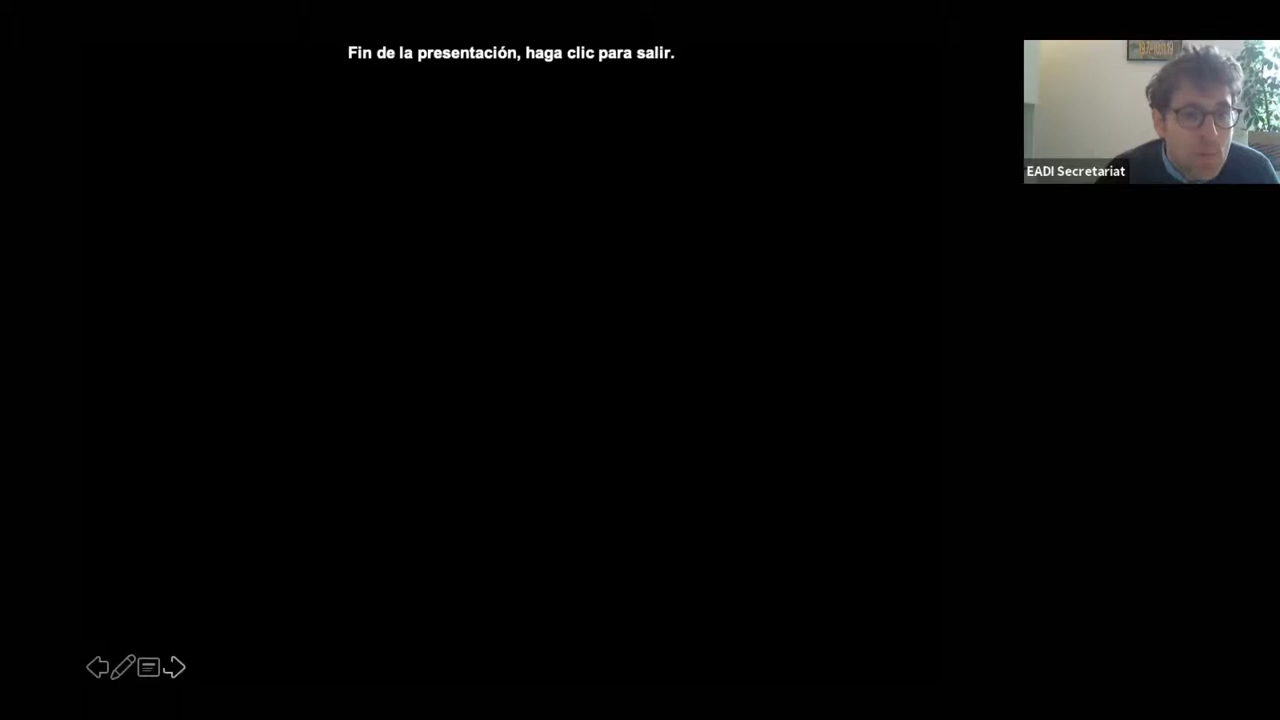 Fin de la presentación, haga clic para salir.
EADI Secretariat